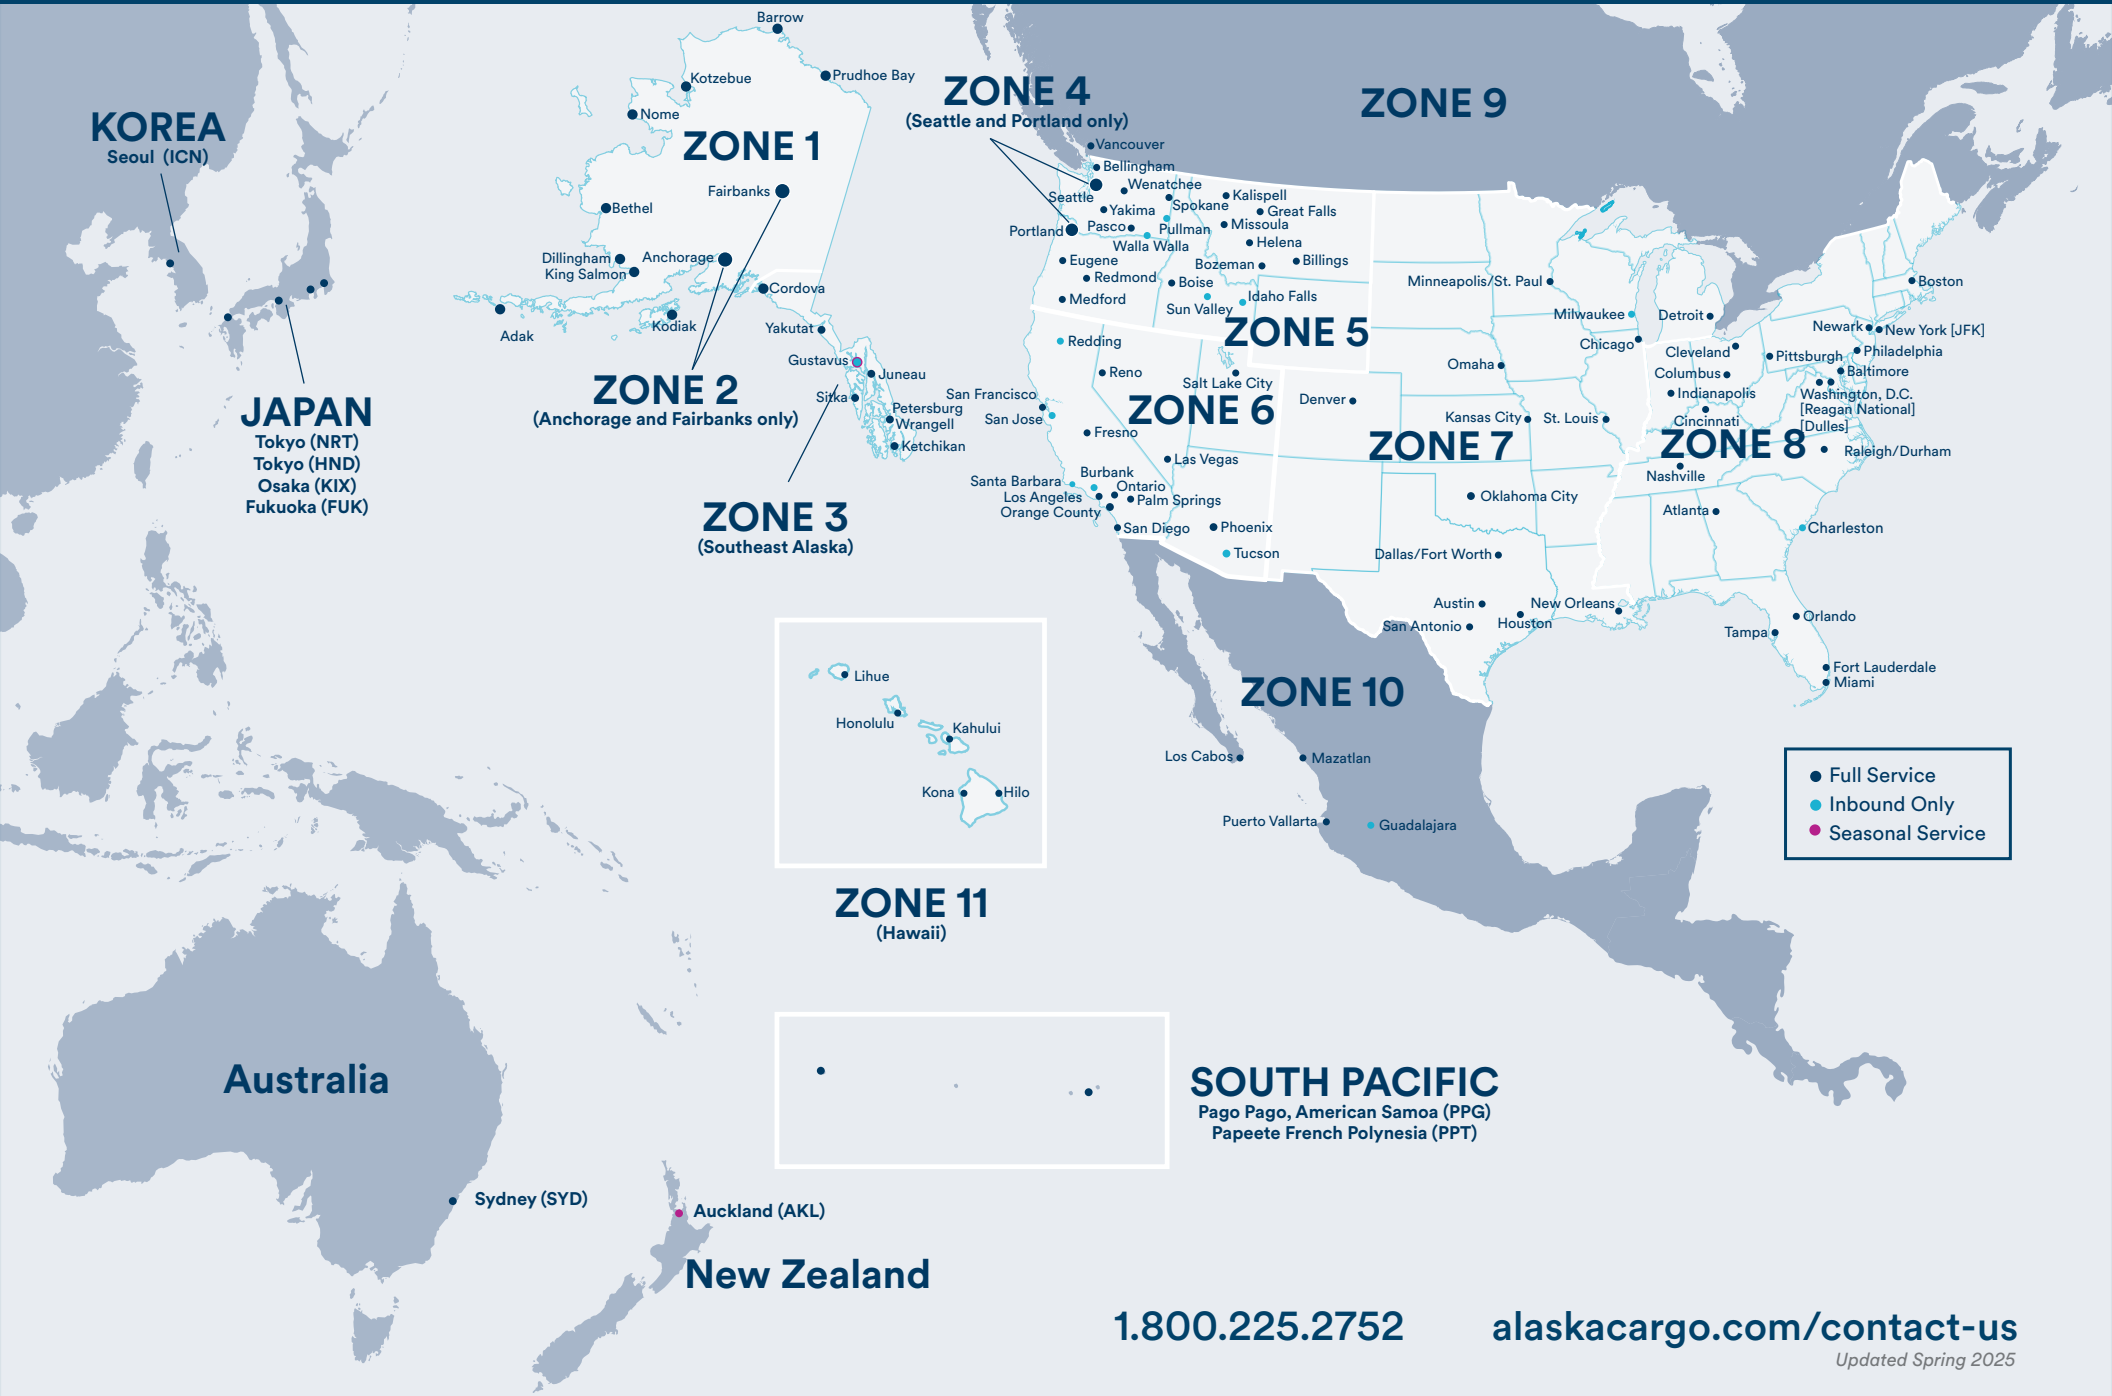 Barrow
Prudhoe Bay
Kotzebue
Nome
ZONE 1
Fairbanks
Bethel
Dillingham
King Salmon
Anchorage
Cordova
Adak
Kodiak
Yakutat
Gustavus
Juneau
Sitka
Petersburg
Wrangell
Ketchikan
ZONE 2
(Anchorage and Fairbanks only)
ZONE 3
(Southeast Alaska)
KOREA
Seoul (ICN)
JAPAN
Tokyo (NRT)
Tokyo (HND)
Osaka (KIX)
Fukuoka (FUK)
ZONE 4
(Seattle and Portland only)
ZONE 9
Vancouver
Bellingham
Wenatchee
Seattle
Spokane
Yakima
Pasco
Pullman
Portland
Walla Walla
Kalispell
Great Falls
Missoula
Helena
Bozeman
Billings
Eugene
Redmond
Medford
Boise
Sun Valley
Idaho Falls
ZONE 5
Redding
Reno
Salt Lake City
San Francisco
San Jose
ZONE 6
Fresno
Las Vegas
Santa Barbara
Burbank
Ontario
Los Angeles
Palm Springs
Orange County
San Diego
Phoenix
Tucson
Minneapolis/St. Paul
Milwaukee
Detroit
Chicago
Omaha
Denver
Kansas City
St. Louis
ZONE 7
Oklahoma City
Dallas/Fort Worth
Austin
New Orleans
Houston
San Antonio
Boston
Newark
New York [JFK]
Cleveland
Pittsburgh
Philadelphia
Columbus
Baltimore
Indianapolis
Washington, D.C.
[Reagan National]
[Dulles]
Cincinnati
ZONE 8
Raleigh/Durham
Nashville
Atlanta
Charleston
Orlando
Tampa
Fort Lauderdale
Miami
ZONE 10
Los Cabos
Mazatlan
Puerto Vallarta
Guadalajara
Full Service
Inbound Only
Seasonal Service
Lihue
Honolulu
Kahului
Kona
Hilo
ZONE 11
(Hawaii)
SOUTH PACIFIC
Pago Pago, American Samoa (PPG)
Papeete French Polynesia (PPT)
Australia
Sydney (SYD)
Auckland (AKL)
New Zealand
1.800.225.2752
alaskacargo.com/contact-us
Updated Spring 2025